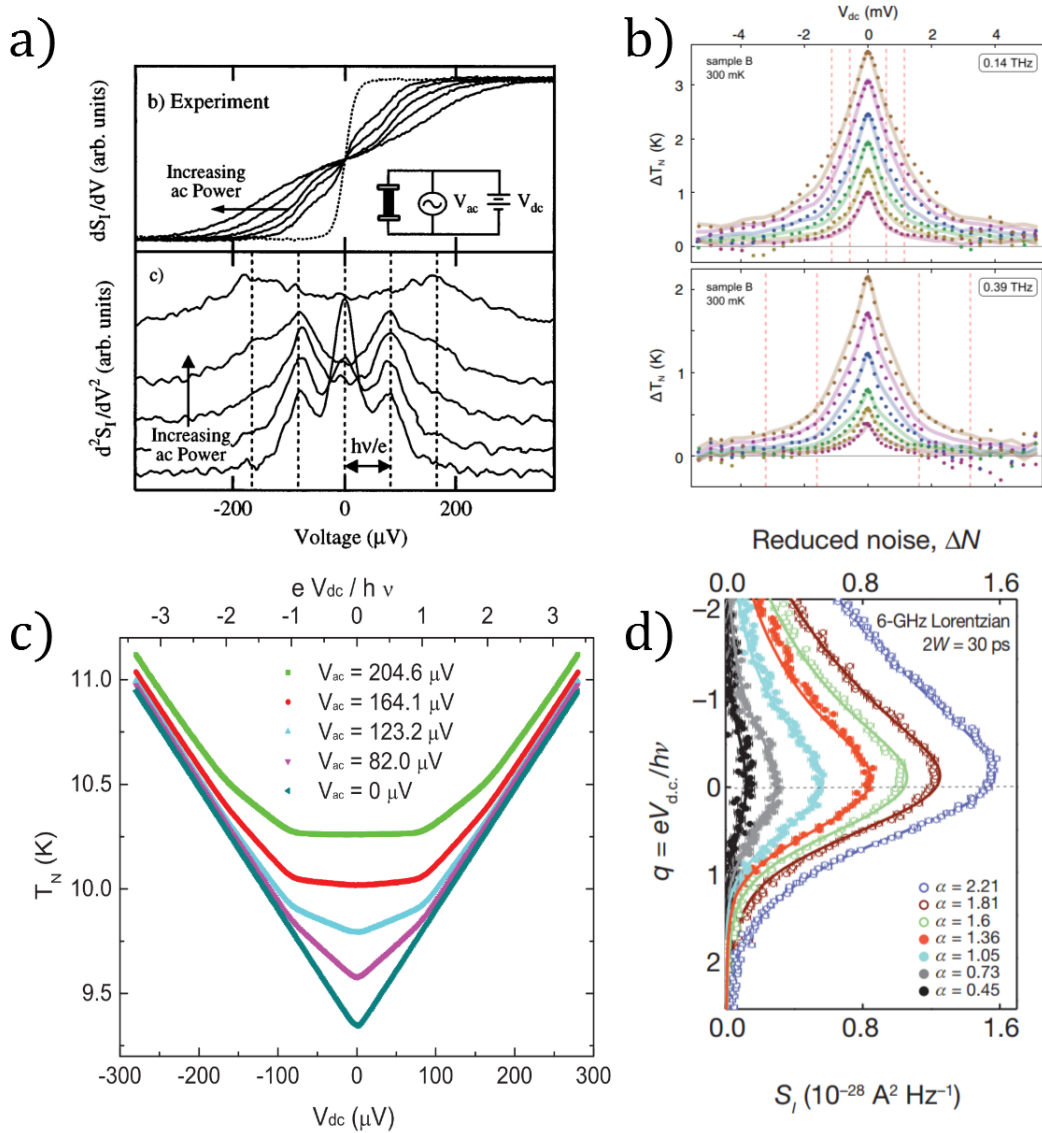 a)
b) Experiment
Increasing
ac Power
V_ac
V_dc
dS_I/dV (arb. units)
c)
d²S_I/dV² (arb. units)
Increasing
ac Power
hν/e
-200
0
200
Voltage (μV)
b)
V_dc (mV)
-4
-2
0
2
4
sample B
300 mK
0.14 THz
3
2
1
0
ΔT_N (K)
sample B
300 mK
0.39 THz
2
1
0
ΔT_N (K)
c)
e V_dc / h ν
-3
-2
-1
0
1
2
3
V_ac = 204.6 μV
V_ac = 164.1 μV
V_ac = 123.2 μV
V_ac = 82.0 μV
V_ac = 0 μV
11.0
10.5
10.0
9.5
T_N (K)
-300
-200
-100
0
100
200
300
V_dc (μV)
d)
Reduced noise, ΔN
0.0
0.8
1.6
6-GHz Lorentzian
2W = 30 ps
-2
-1
0
1
2
q = eV_d.c./hν
α = 2.21
α = 1.81
α = 1.6
α = 1.36
α = 1.05
α = 0.73
α = 0.45
0.0
0.8
1.6
S_I (10⁻²⁸ A² Hz⁻¹)